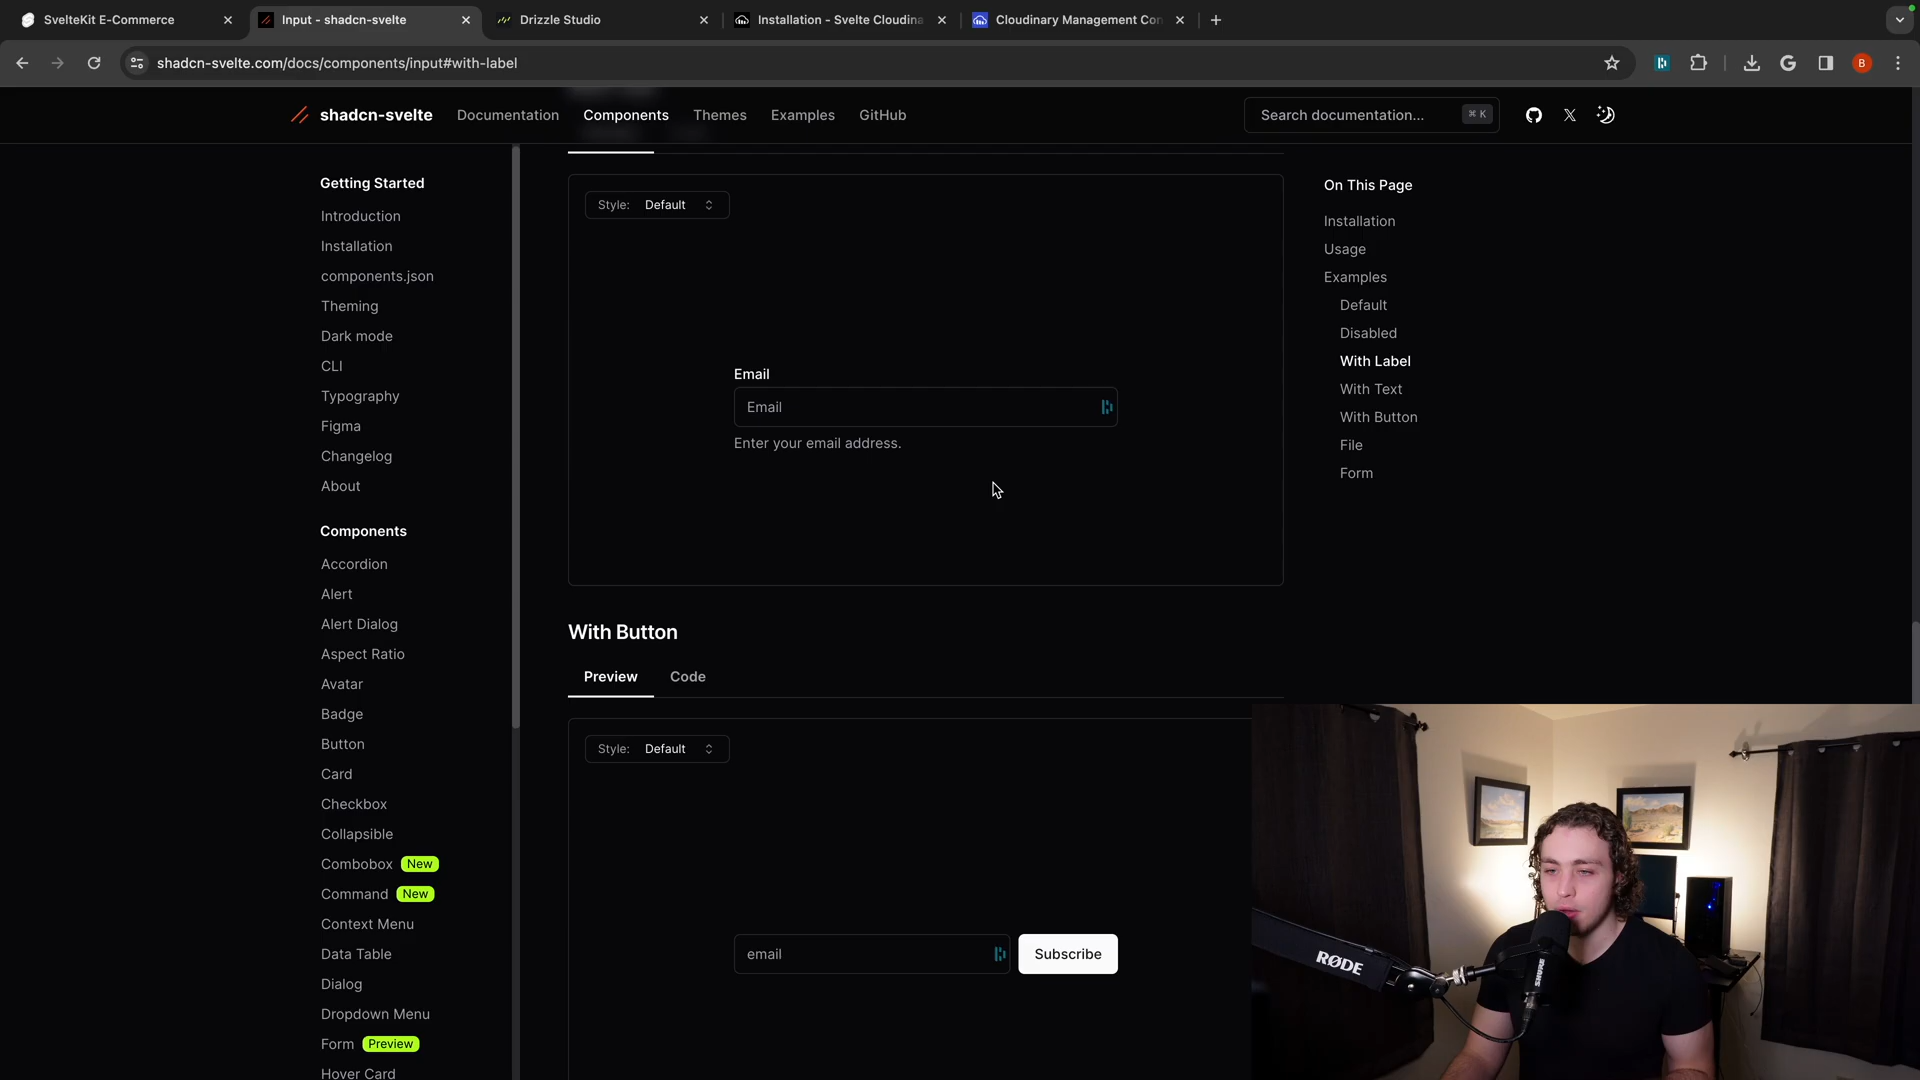 SvelteKit E-Commerce
Input - shadcn-svelte
Drizzle Studio
Installation - Svelte Cloudina
Cloudinary Management Con
shadcn-svelte.com/docs/components/input#with-label
B
shadcn-svelte
Documentation
Components
Themes
Examples
GitHub
Search documentation...
⌘ K
Getting Started
Introduction
Installation
components.json
Theming
Dark mode
CLI
Typography
Figma
Changelog
About
Components
Accordion
Alert
Alert Dialog
Aspect Ratio
Avatar
Badge
Button
Card
Checkbox
Collapsible
Combobox New
Command New
Context Menu
Data Table
Dialog
Dropdown Menu
Form Preview
Hover Card
Style: Default
Email
Email
Enter your email address.
With Button
Preview Code
Style: Default
email
Subscribe
On This Page
Installation
Usage
Examples
Default
Disabled
With Label
With Text
With Button
File
Form
RØDE
SHURE